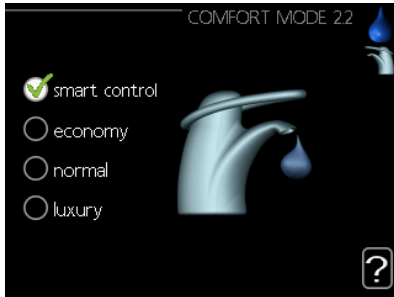 COMFORT MODE 2.2
smart control
economy
normal
luxury
?